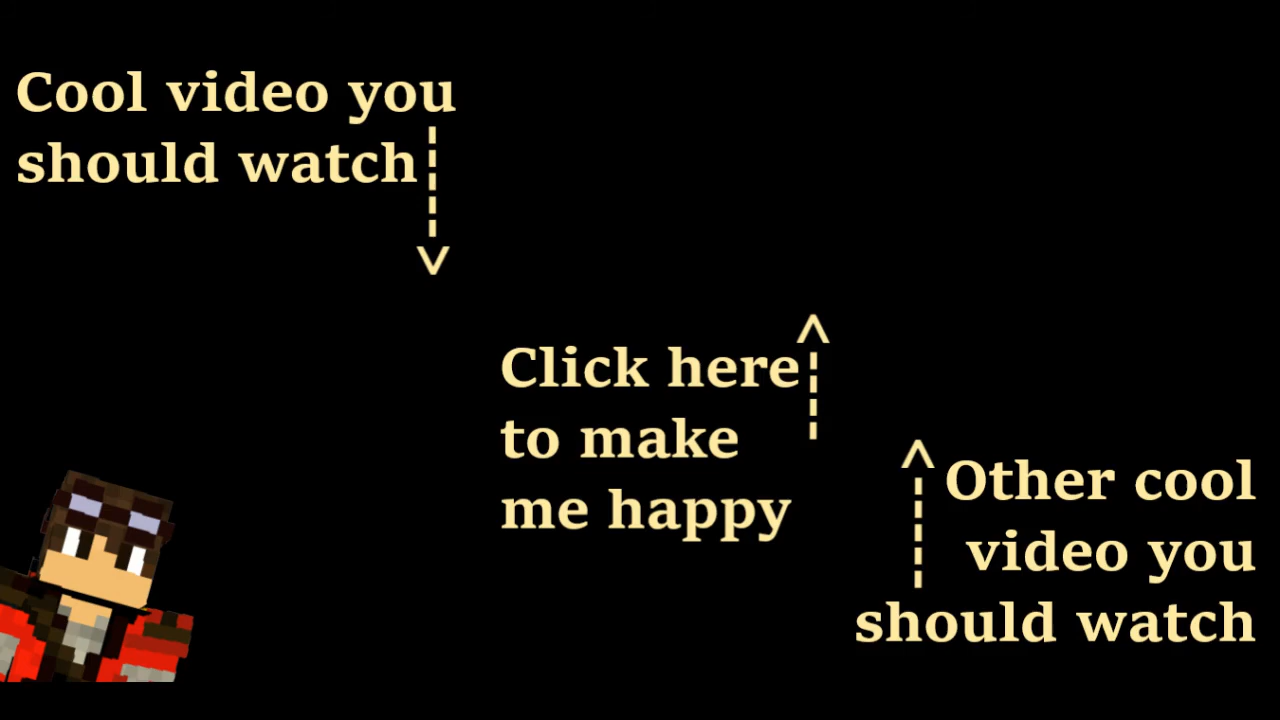 Cool video you
should watch
Click here
to make
me happy
Other cool
video you
should watch